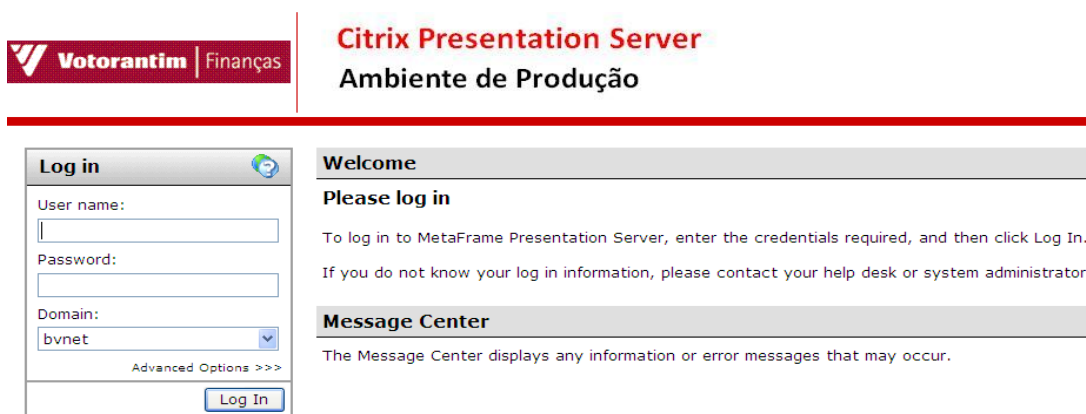 Votorantim | Finanças
Citrix Presentation Server
Ambiente de Produção
Log in
User name:
Password:
Domain:
bvnet
Advanced Options >>>
Log In
Welcome
Please log in
To log in to MetaFrame Presentation Server, enter the credentials required, and then click Log In.
If you do not know your log in information, please contact your help desk or system administrator
Message Center
The Message Center displays any information or error messages that may occur.